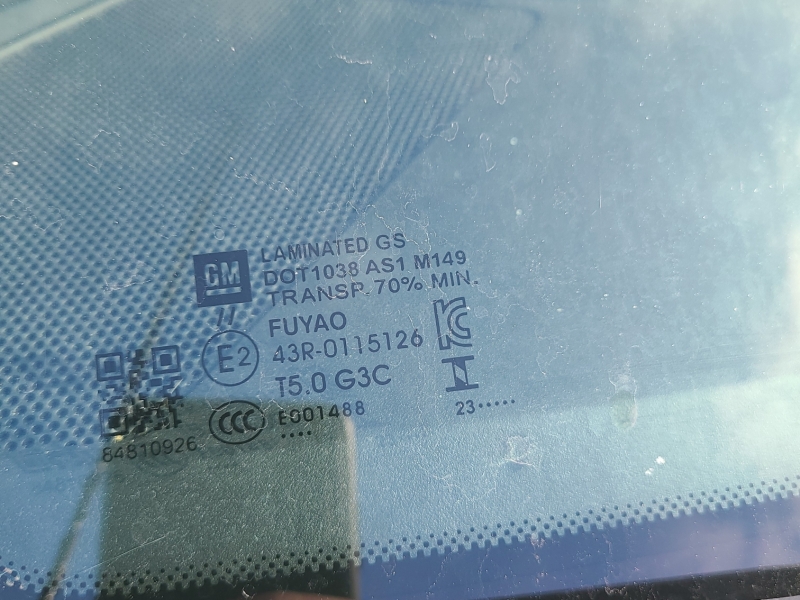 GM
LAMINATED GS
DOT1038 AS1 M149
TRANSP. 70% MIN.
FUYAO
E2
43R-0115126
T5.0 G3C
CCC
E001488
23·····
84810926